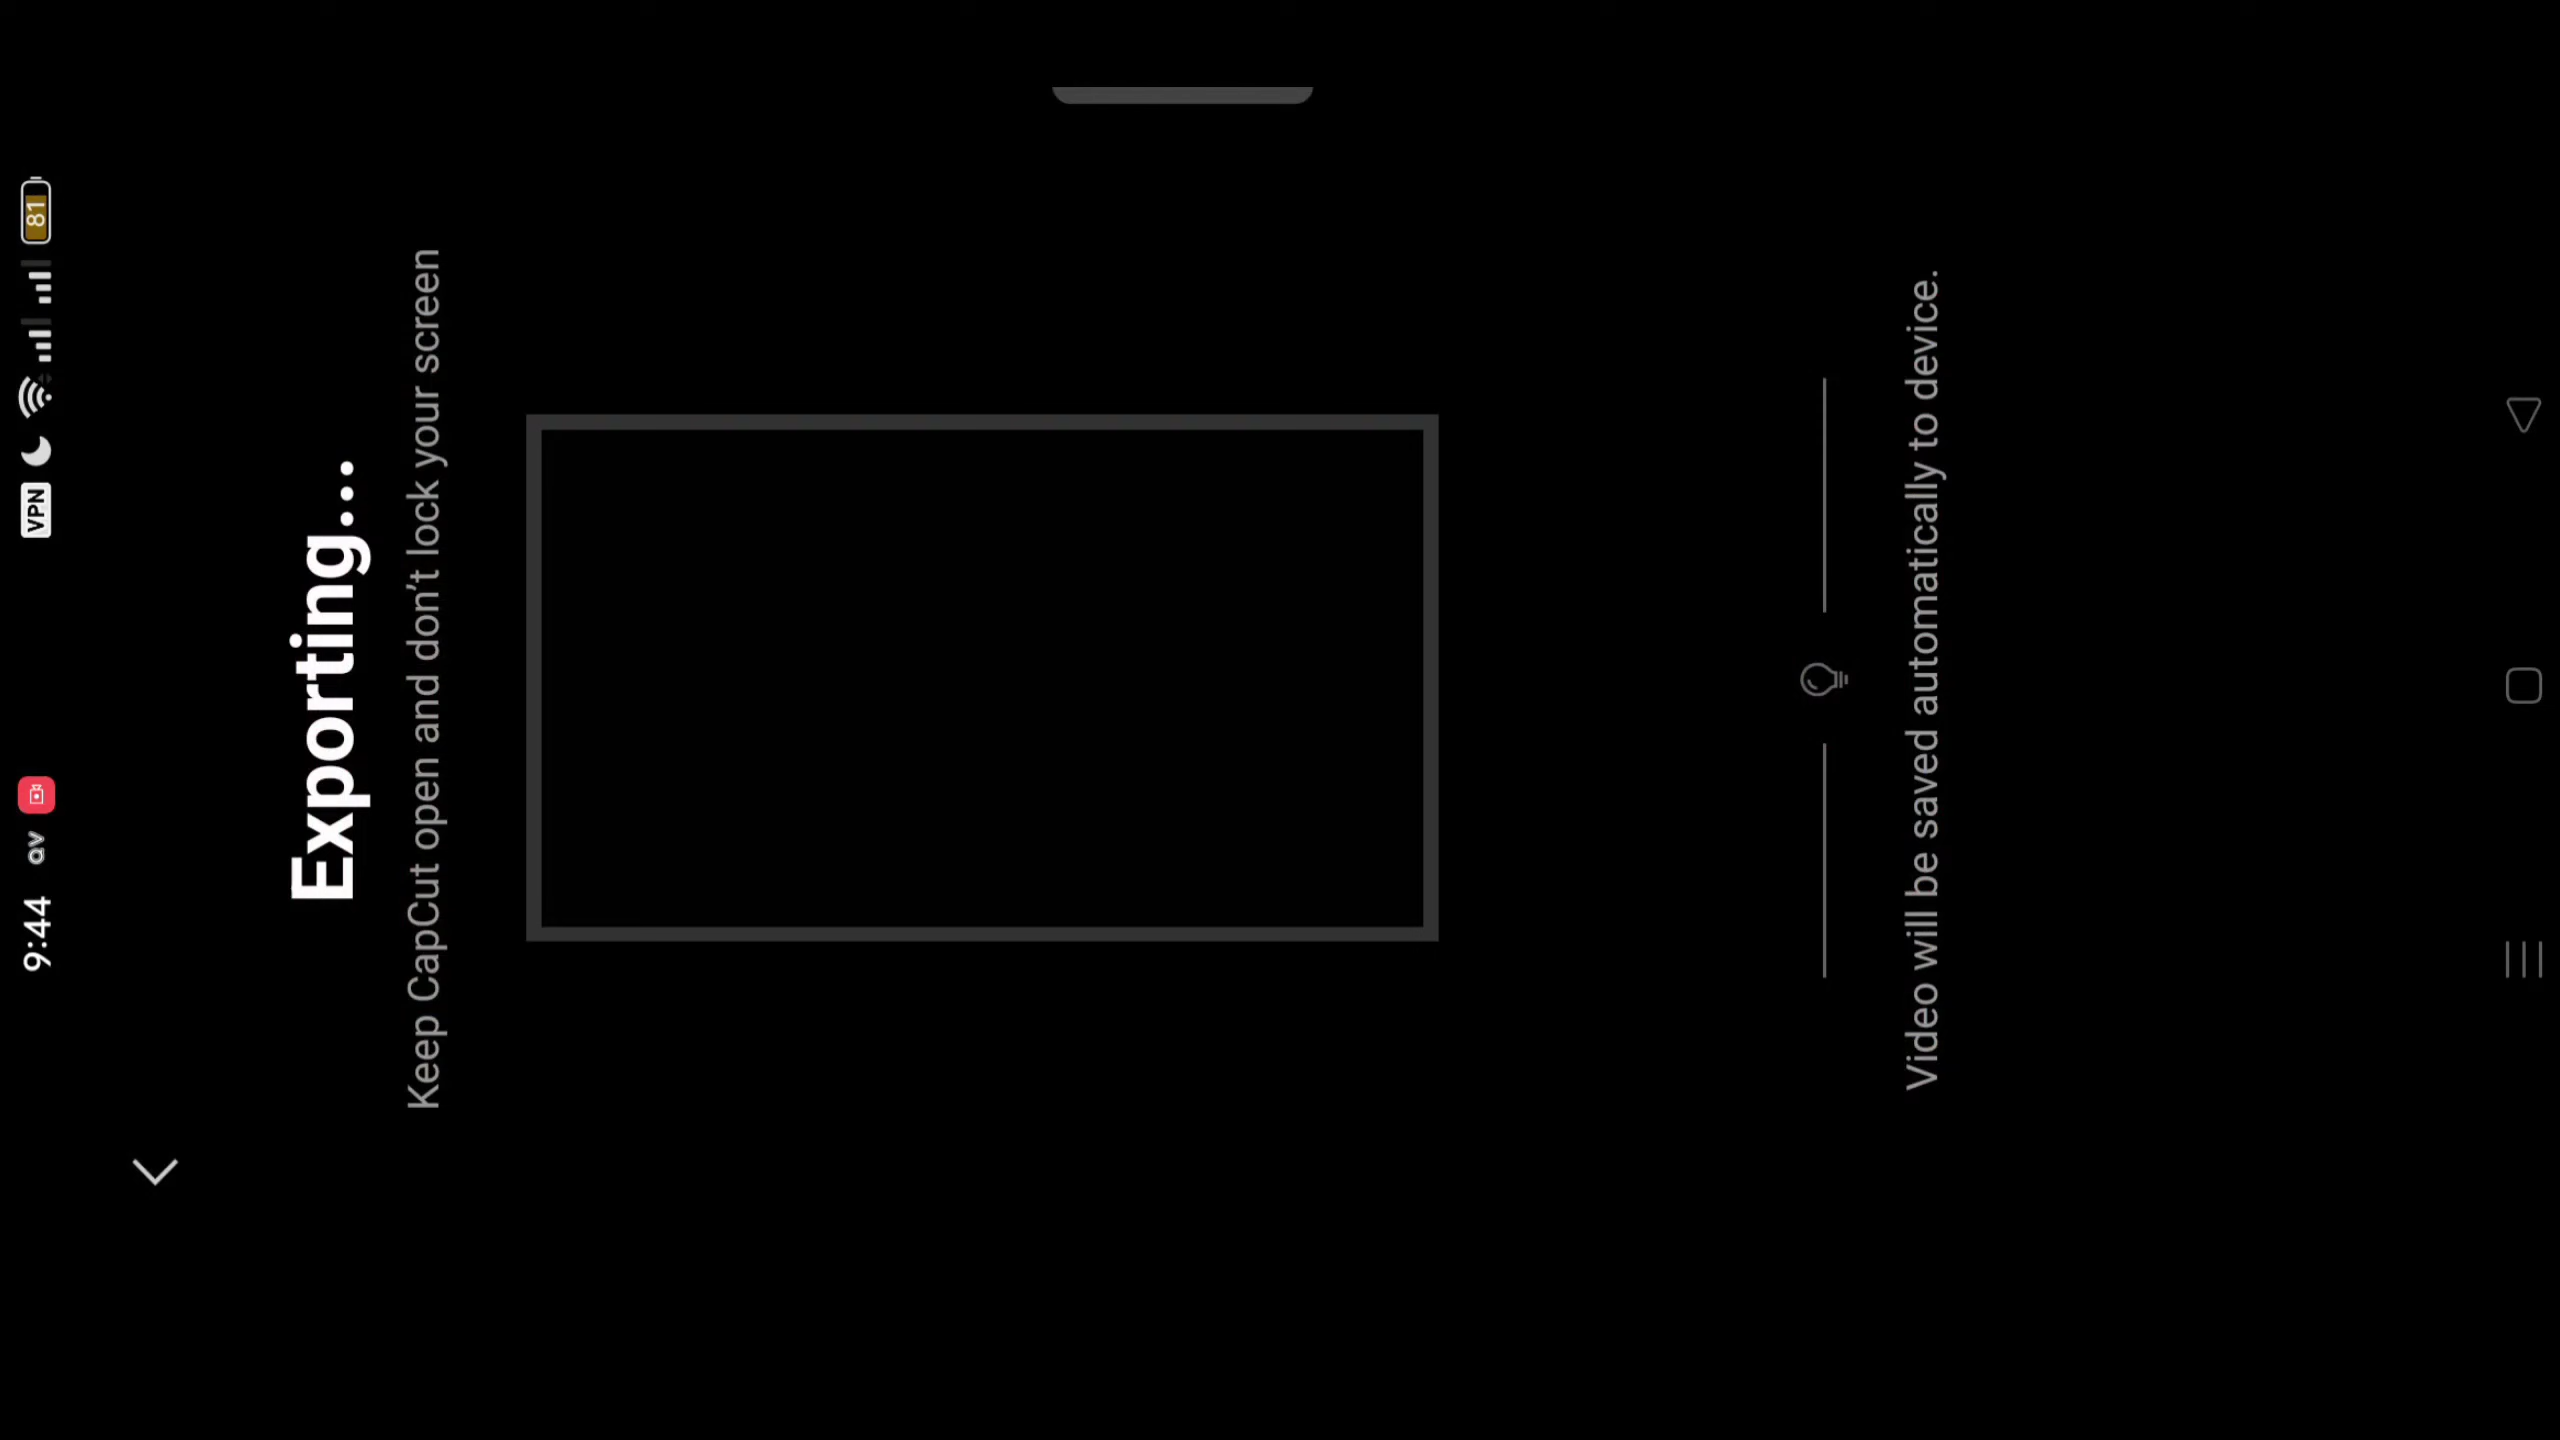 9:44 VPN 81
Exporting...
Keep CapCut open and don't lock your screen
Video will be saved automatically to device.